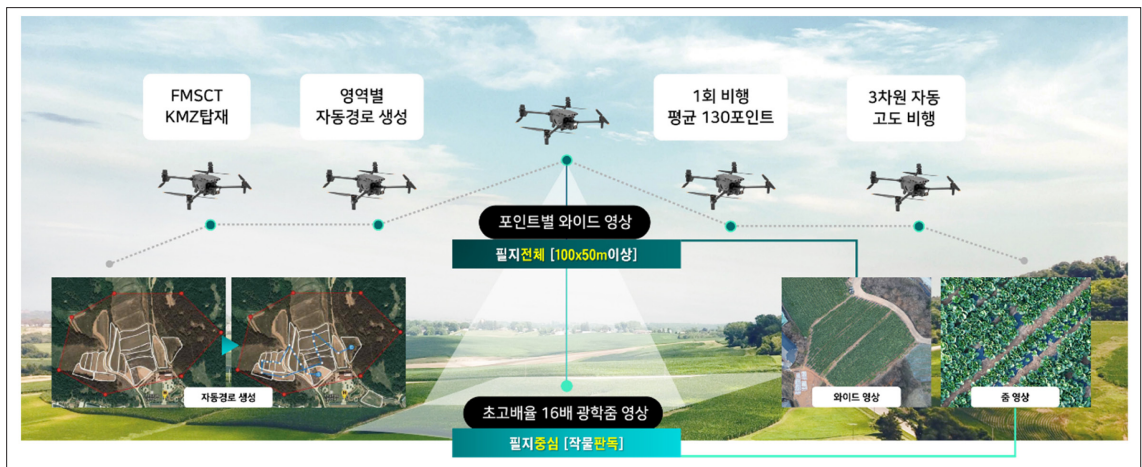 FMSCT
KMZ탑재
영역별
자동경로 생성
1회 비행
평균 130포인트
3차원 자동
고도 비행
포인트별 와이드 영상
필지전체 [100x50m이상]
자동경로 생성
와이드 영상
줌 영상
초고배율 16배 광학줌 영상
필지중심 [작물판독]